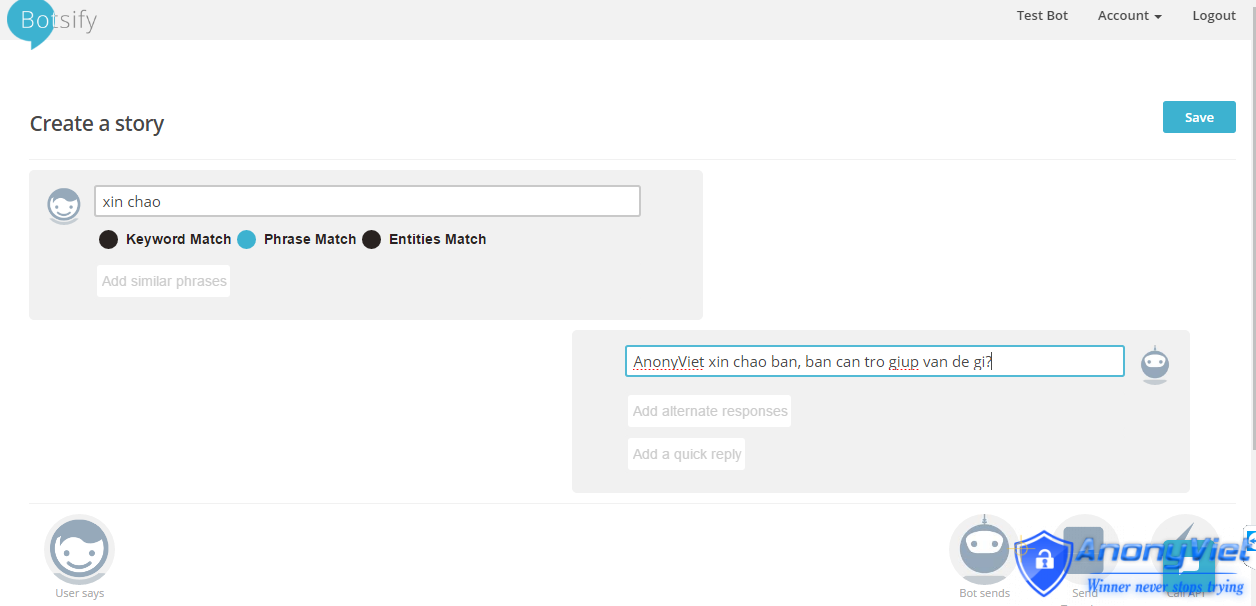 Botsify
Test Bot Account Logout
Create a story
Save
xin chao
Keyword Match Phrase Match Entities Match
Add similar phrases
AnonyViet xin chao ban, ban can tro giup van de gi?
Add alternate responses
Add a quick reply
AnonyViet
Winner never stops trying
User says
Bot sends
Send
Call API